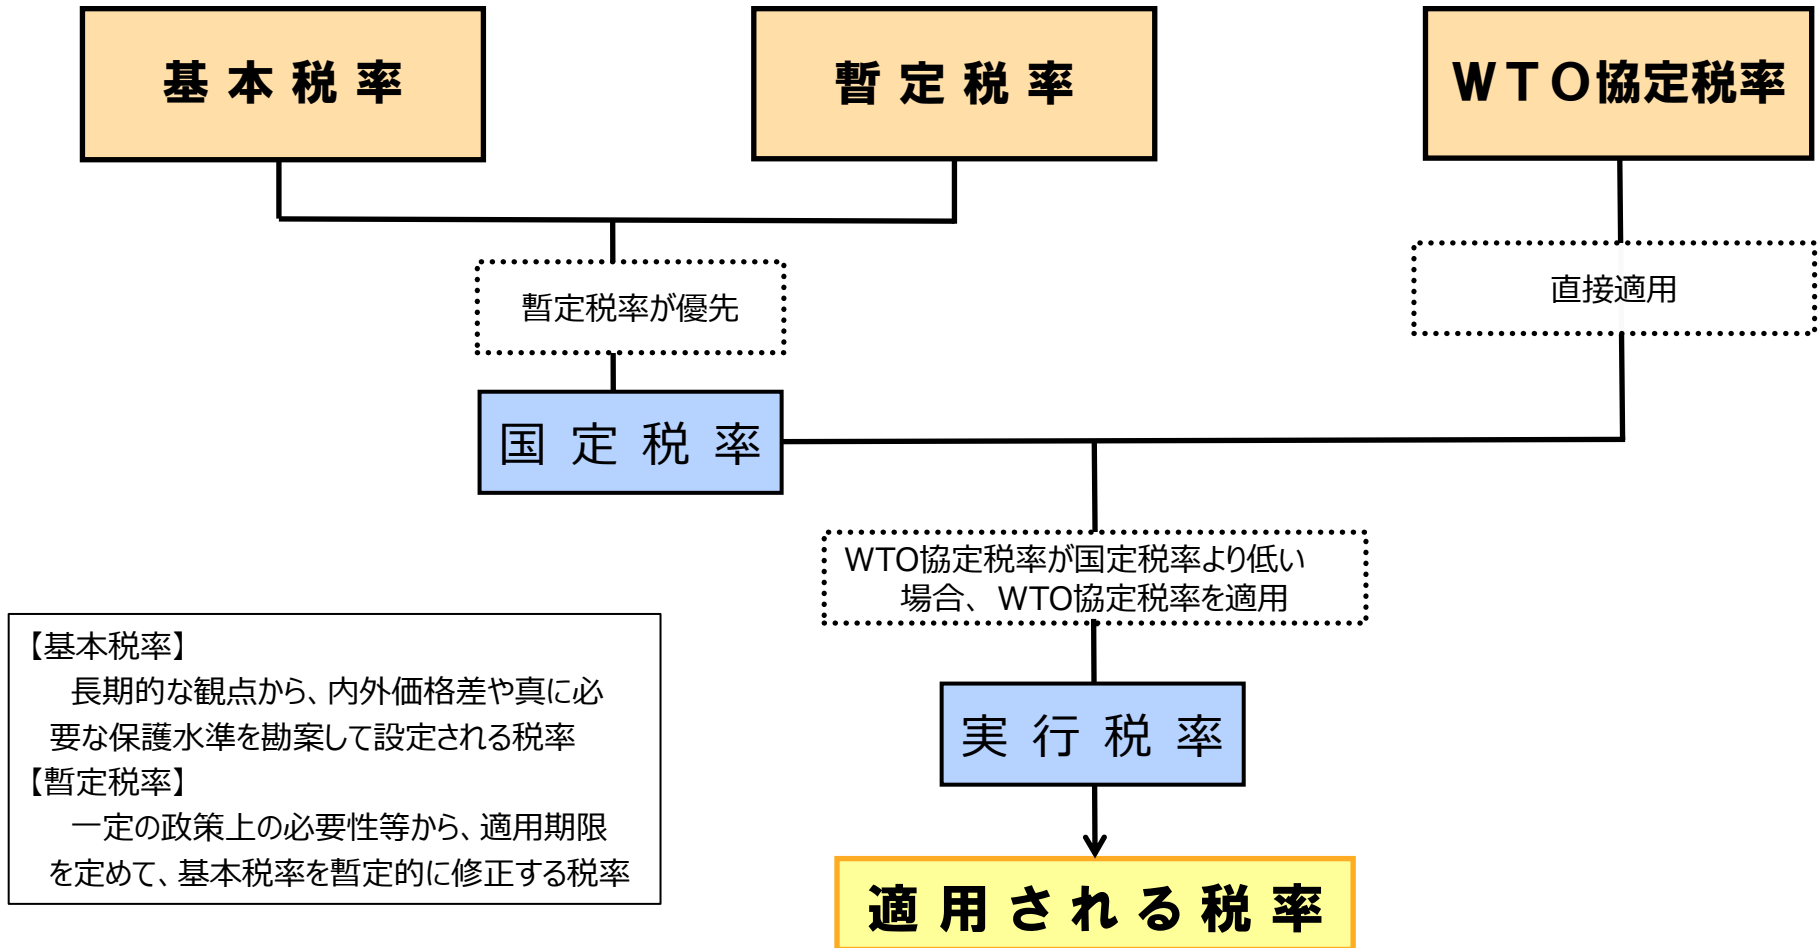 基本税率
暫定税率
WTO協定税率
暫定税率が優先
直接適用
国定税率
WTO協定税率が国定税率より低い
場合、WTO協定税率を適用
実行税率
適用される税率
【基本税率】
長期的な観点から、内外価格差や真に必
要な保護水準を勘案して設定される税率
【暫定税率】
一定の政策上の必要性等から、適用期限
を定めて、基本税率を暫定的に修正する税率